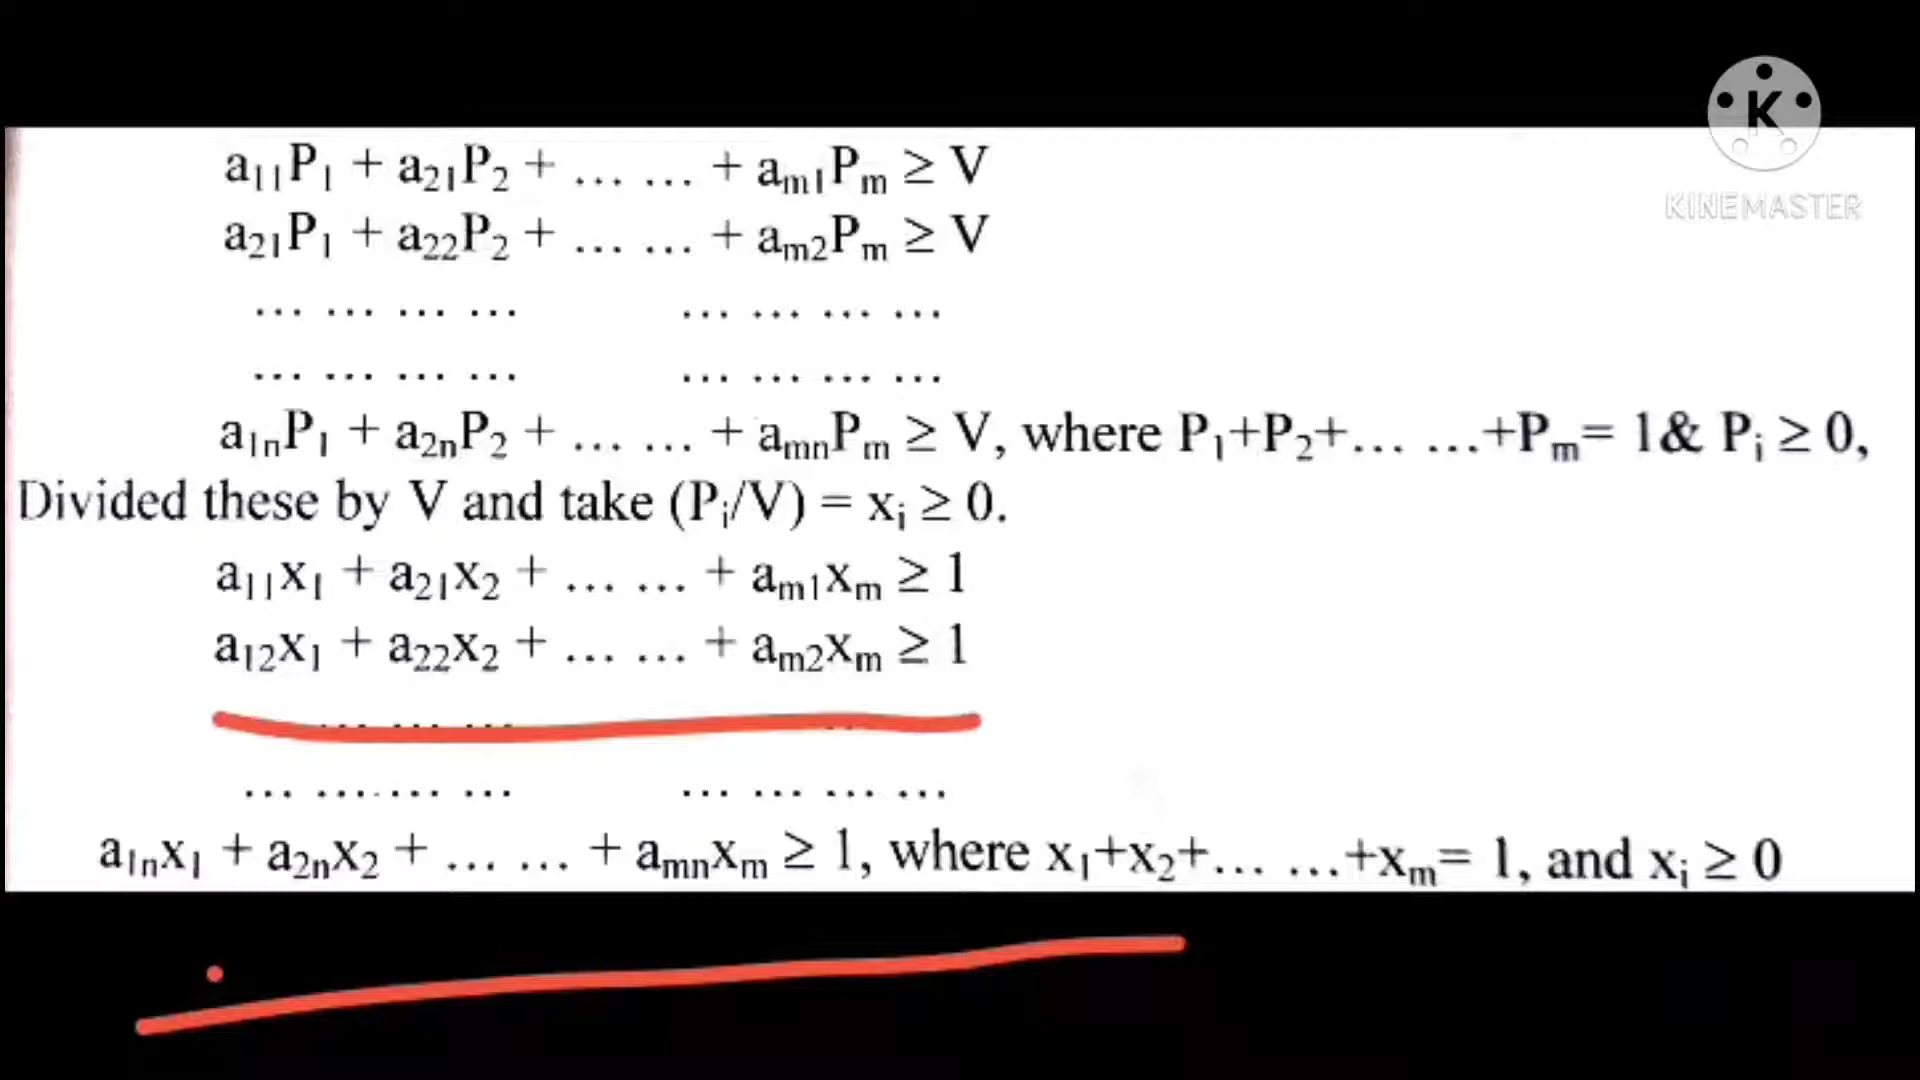 K
KINEMASTER
a₁₁P₁ + a₂₁P₂ + ... ... + aₘ₁Pₘ ≥ V
a₂₁P₁ + a₂₂P₂ + ... ... + aₘ₂Pₘ ≥ V
... ... ... ... ... ... ... ...
... ... ... ... ... ... ... ...
a₁ₙP₁ + a₂ₙP₂ + ... ... + aₘₙPₘ ≥ V, where P₁+P₂+... ...+Pₘ= 1& Pᵢ ≥ 0,
Divided these by V and take (Pᵢ/V) = xᵢ ≥ 0.
a₁₁x₁ + a₂₁x₂ + ... ... + aₘ₁xₘ ≥ 1
a₁₂x₁ + a₂₂x₂ + ... ... + aₘ₂xₘ ≥ 1
... ... ... ...
... ... ... ... ... ... ... ...
a₁ₙx₁ + a₂ₙx₂ + ... ... + aₘₙxₘ ≥ 1, where x₁+x₂+... ...+xₘ= 1, and xᵢ ≥ 0